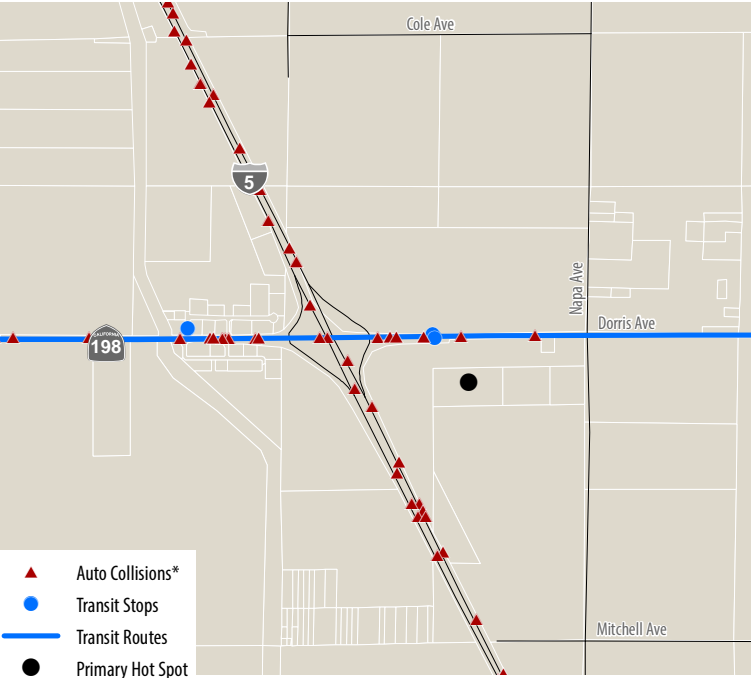 Cole Ave
5
Napa Ave
Dorris Ave
CALIFORNIA
198
Auto Collisions*
Transit Stops
Transit Routes
Mitchell Ave
Primary Hot Spot